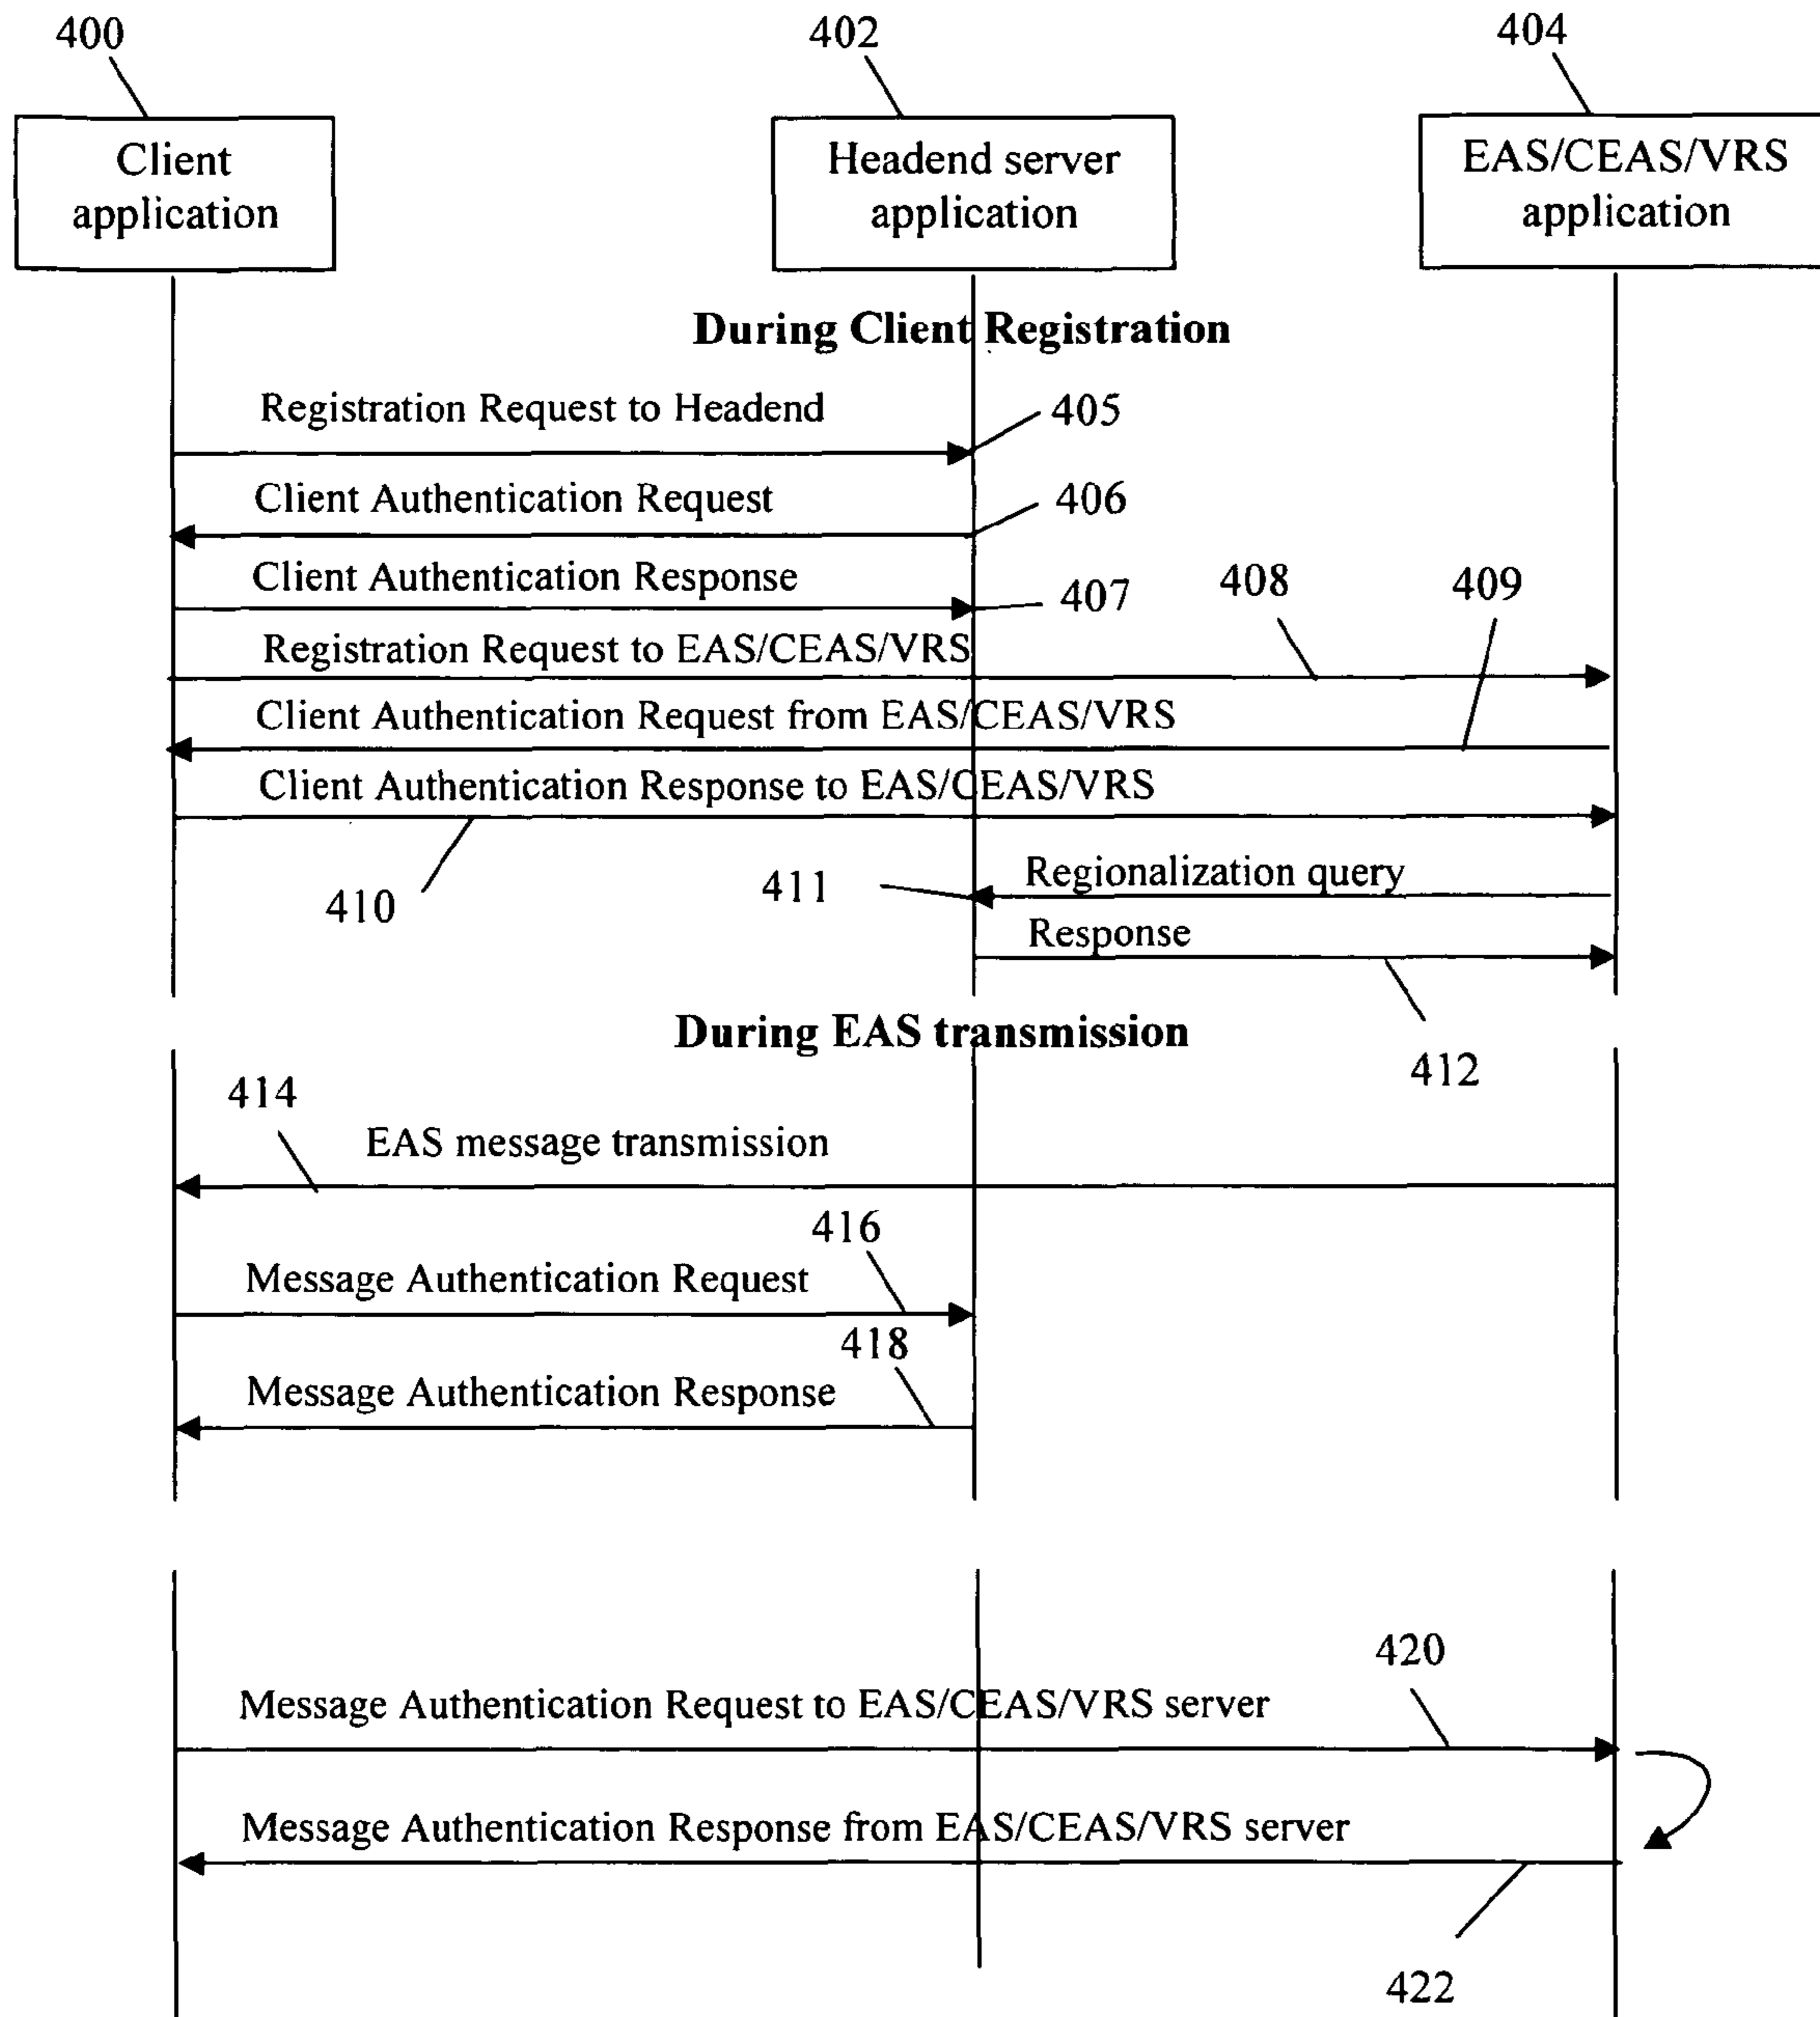 400
402
404
Client
application
Headend server
application
EAS/CEAS/VRS
application
During Client Registration
Registration Request to Headend
405
Client Authentication Request
406
Client Authentication Response
407
408
409
Registration Request to EAS/CEAS/VRS
Client Authentication Request from EAS/CEAS/VRS
Client Authentication Response to EAS/CEAS/VRS
410
411
Regionalization query
Response
412
During EAS transmission
414
EAS message transmission
416
Message Authentication Request
418
Message Authentication Response
420
Message Authentication Request to EAS/CEAS/VRS server
Message Authentication Response from EAS/CEAS/VRS server
422